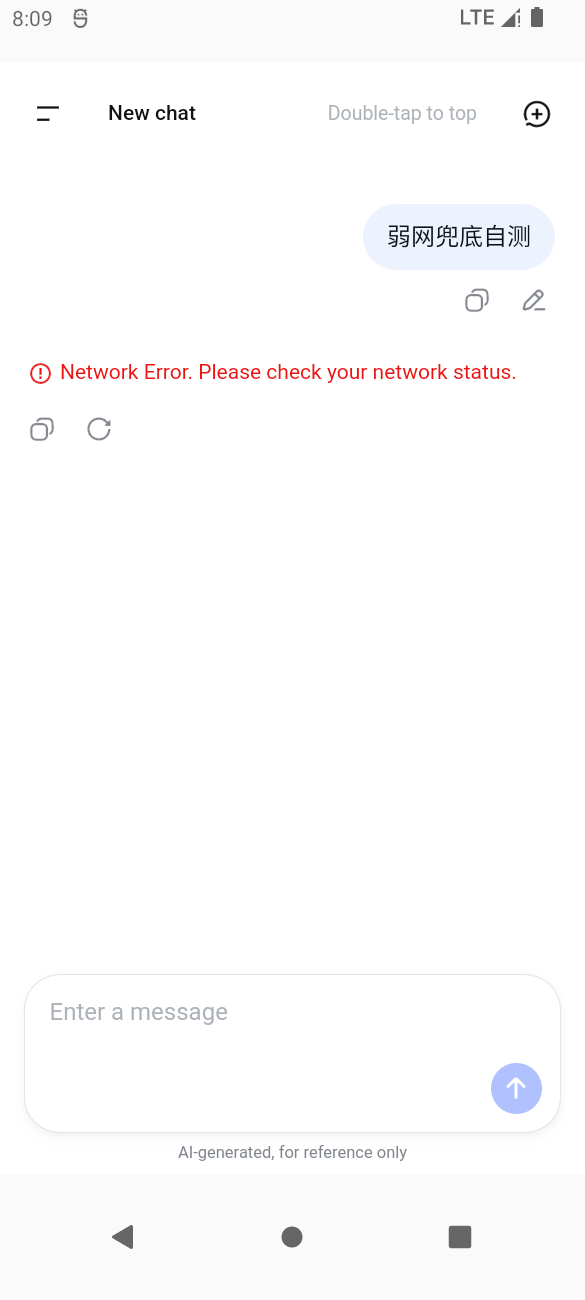 8:09
LTE
New chat
Double-tap to top
弱网兜底自测
Network Error. Please check your network status.
Enter a message
AI-generated, for reference only